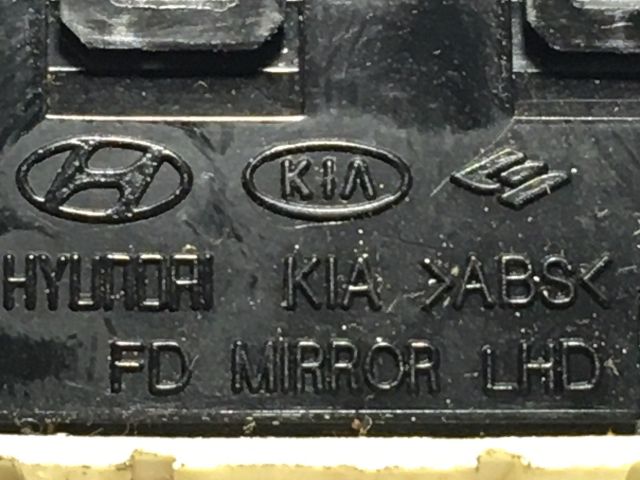 KIA
HYUNDAI KIA >ABS<
FD MIRROR LHD